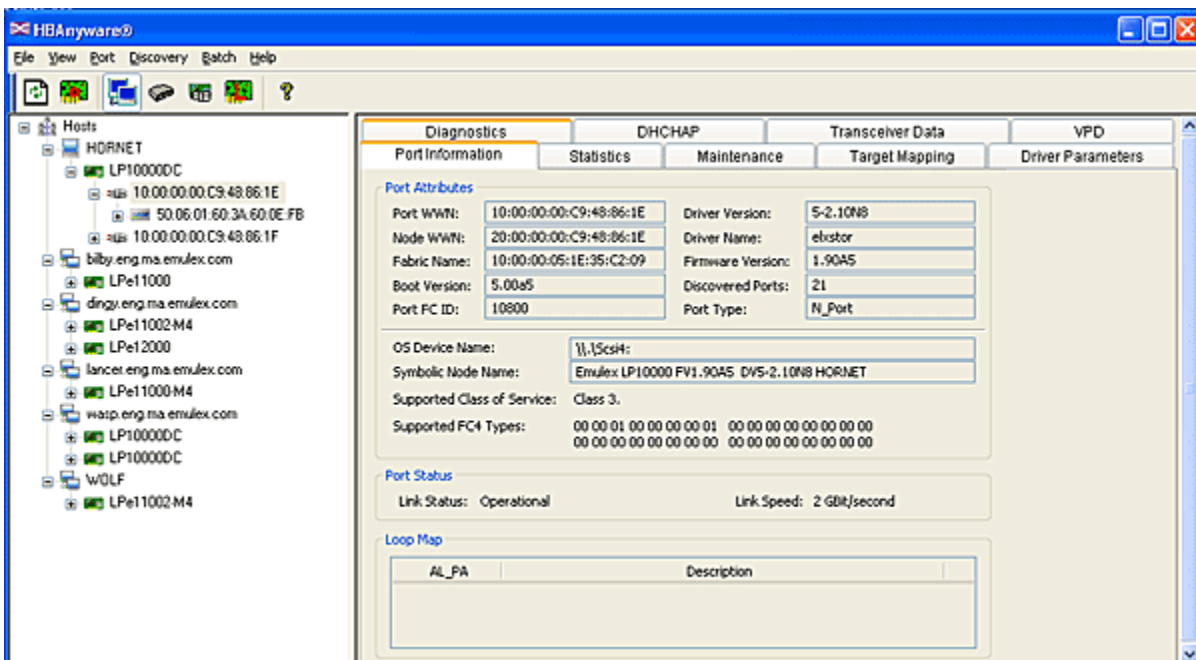 HBAnyware®
File View Port Discovery Batch Help
Hosts
HORNET
LP10000DC
10:00:00:00:C9:48:86:1E
50:06:01:60:3A:60:0E:FB
10:00:00:00:C9:48:86:1F
bilby.eng.ma.emulex.com
LPe11000
dingy.eng.ma.emulex.com
LPe11002-M4
LPe12000
lancer.eng.ma.emulex.com
LPe11000-M4
wasp.eng.ma.emulex.com
LP10000DC
LP10000DC
WOLF
LPe11002-M4
Diagnostics DHCHAP Transceiver Data VPD
Port Information Statistics Maintenance Target Mapping Driver Parameters
Port Attributes
Port WWN: 10:00:00:00:C9:48:86:1E Driver Version: 5-2.10N8
Node WWN: 20:00:00:00:C9:48:86:1E Driver Name: elxstor
Fabric Name: 10:00:00:05:1E:35:C2:09 Firmware Version: 1.90A5
Boot Version: 5.00a5 Discovered Ports: 21
Port FC ID: 10800 Port Type: N_Port
OS Device Name: \\.\Scsi4:
Symbolic Node Name: Emulex LP10000 FV1.90A5 DV5-2.10N8 HORNET
Supported Class of Service: Class 3.
Supported FC4 Types: 00 00 01 00 00 00 00 01 00 00 00 00 00 00 00 00
00 00 00 00 00 00 00 00 00 00 00 00 00 00 00 00
Port Status
Link Status: Operational Link Speed: 2 GBit/second
Loop Map
AL_PA Description